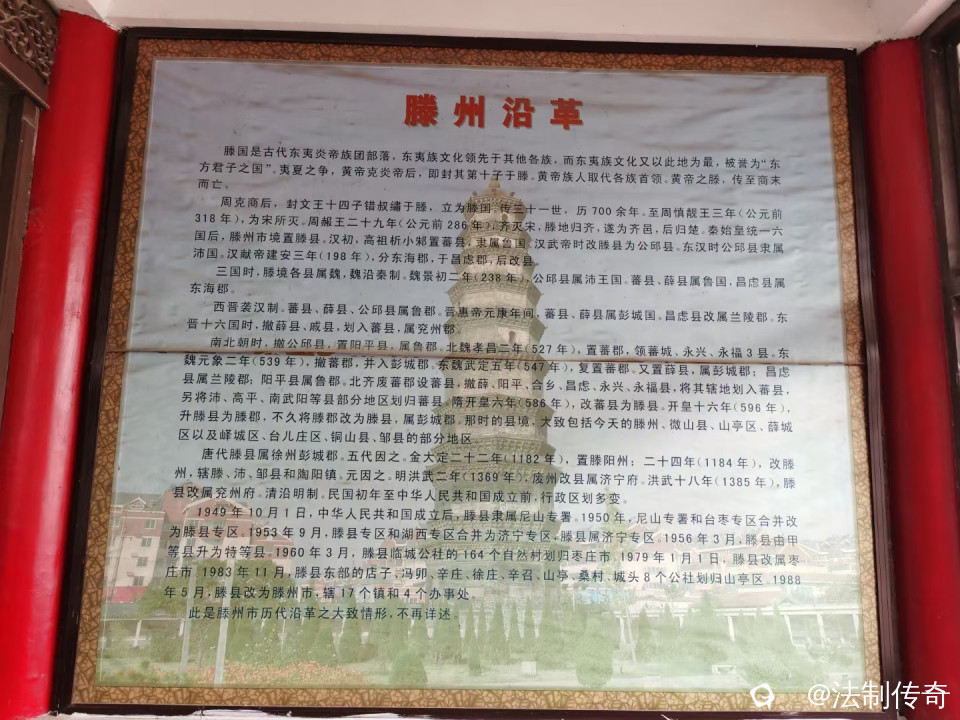 滕州沿革
滕国是古代东夷炎帝族团部落，东夷族文化领先于其他各族，而东夷族文化又以此地为最，被誉为“东
方君子之国”。夷夏之争，黄帝克炎帝后，即封其第十子于滕。黄帝族人取代各族首领。黄帝之滕，传至商末
而亡。
周克商后，封文王十四子错叔繡于滕，立为滕国，传三十一世，历700余年。至周慎靓王三年（公元前
318年），为宋所灭。周赧王二十九年（公元前286年），齐灭宋，滕地归齐，遂为齐邑，后归楚。秦始皇统一六
国后，滕州市境置滕县。汉初，高祖析小邾置蕃县，隶属鲁国。汉武帝时改滕县为公邱县。东汉时公邱县隶属
沛国。汉献帝建安三年（198年），分东海郡，于昌虑郡，后改县。
三国时，滕境各县属魏，魏沿秦制。魏景初二年（238年），公邱县属沛王国。蕃县、薛县属鲁国，昌虑县属
东海郡。
西晋袭汉制。蕃县、薛县、公邱县属鲁郡。晋惠帝元康年间，蕃县、薛县属彭城国。昌虑县改属兰陵郡。东
晋十六国时，撤薛县、戚县，划入蕃县，属兖州郡。
南北朝时，撤公邱县，置阳平县，属鲁郡。北魏孝昌二年（527年），置蕃郡，领蕃城、永兴、永福3县。东
魏元象二年（539年），撤蕃郡，并入彭城郡。东魏武定五年（547年），复置蕃郡。又置薛县，属彭城郡；昌虑
县属兰陵郡；阳平县属鲁郡。北齐废蕃郡设蕃县，撤薛、阳平、合乡、昌虑、永兴、永福县，将其辖地划入蕃县，
另将沛、高平、南武阳等县部分地区划归蕃县。隋开皇六年（586年），改蕃县为滕县。开皇十六年（596年），
升滕县为滕郡，不久将滕郡改为滕县，属彭城郡。那时的县境，大致包括今天的滕州、微山县、山亭区、薛城
区以及峄城区、台儿庄区、铜山县、邹县的部分地区。
唐代滕县属徐州彭城郡。五代因之。金大定二十二年（1182年），置滕阳州；二十四年（1184年），改滕
州，辖滕、沛、邹县和陶阳镇。元因之。明洪武二年（1369年），废州改县属济宁府。洪武十八年（1385年），滕
县改属兖州府。清沿明制。民国初年至中华人民共和国成立前，行政区划多变。
1949年10月1日，中华人民共和国成立后，滕县隶属尼山专署。1950年，尼山专署和台枣专区合并改
为滕县专区。1953年9月，滕县专区和湖西专区合并为济宁专区，滕县属济宁专区。1956年3月，滕县由甲
等县升为特等县。1960年3月，滕县临城公社的164个自然村划归枣庄市。1979年1月1日，滕县改属枣
庄市。1983年11月，滕县东部的店子、冯卯、辛庄、徐庄、辛召、山亭、桑村、城头8个公社划归山亭区。1988
年5月，滕县改为滕州市，辖17个镇和4个办事处。
此是滕州市历代沿革之大致情形，不再详述。
@法制传奇